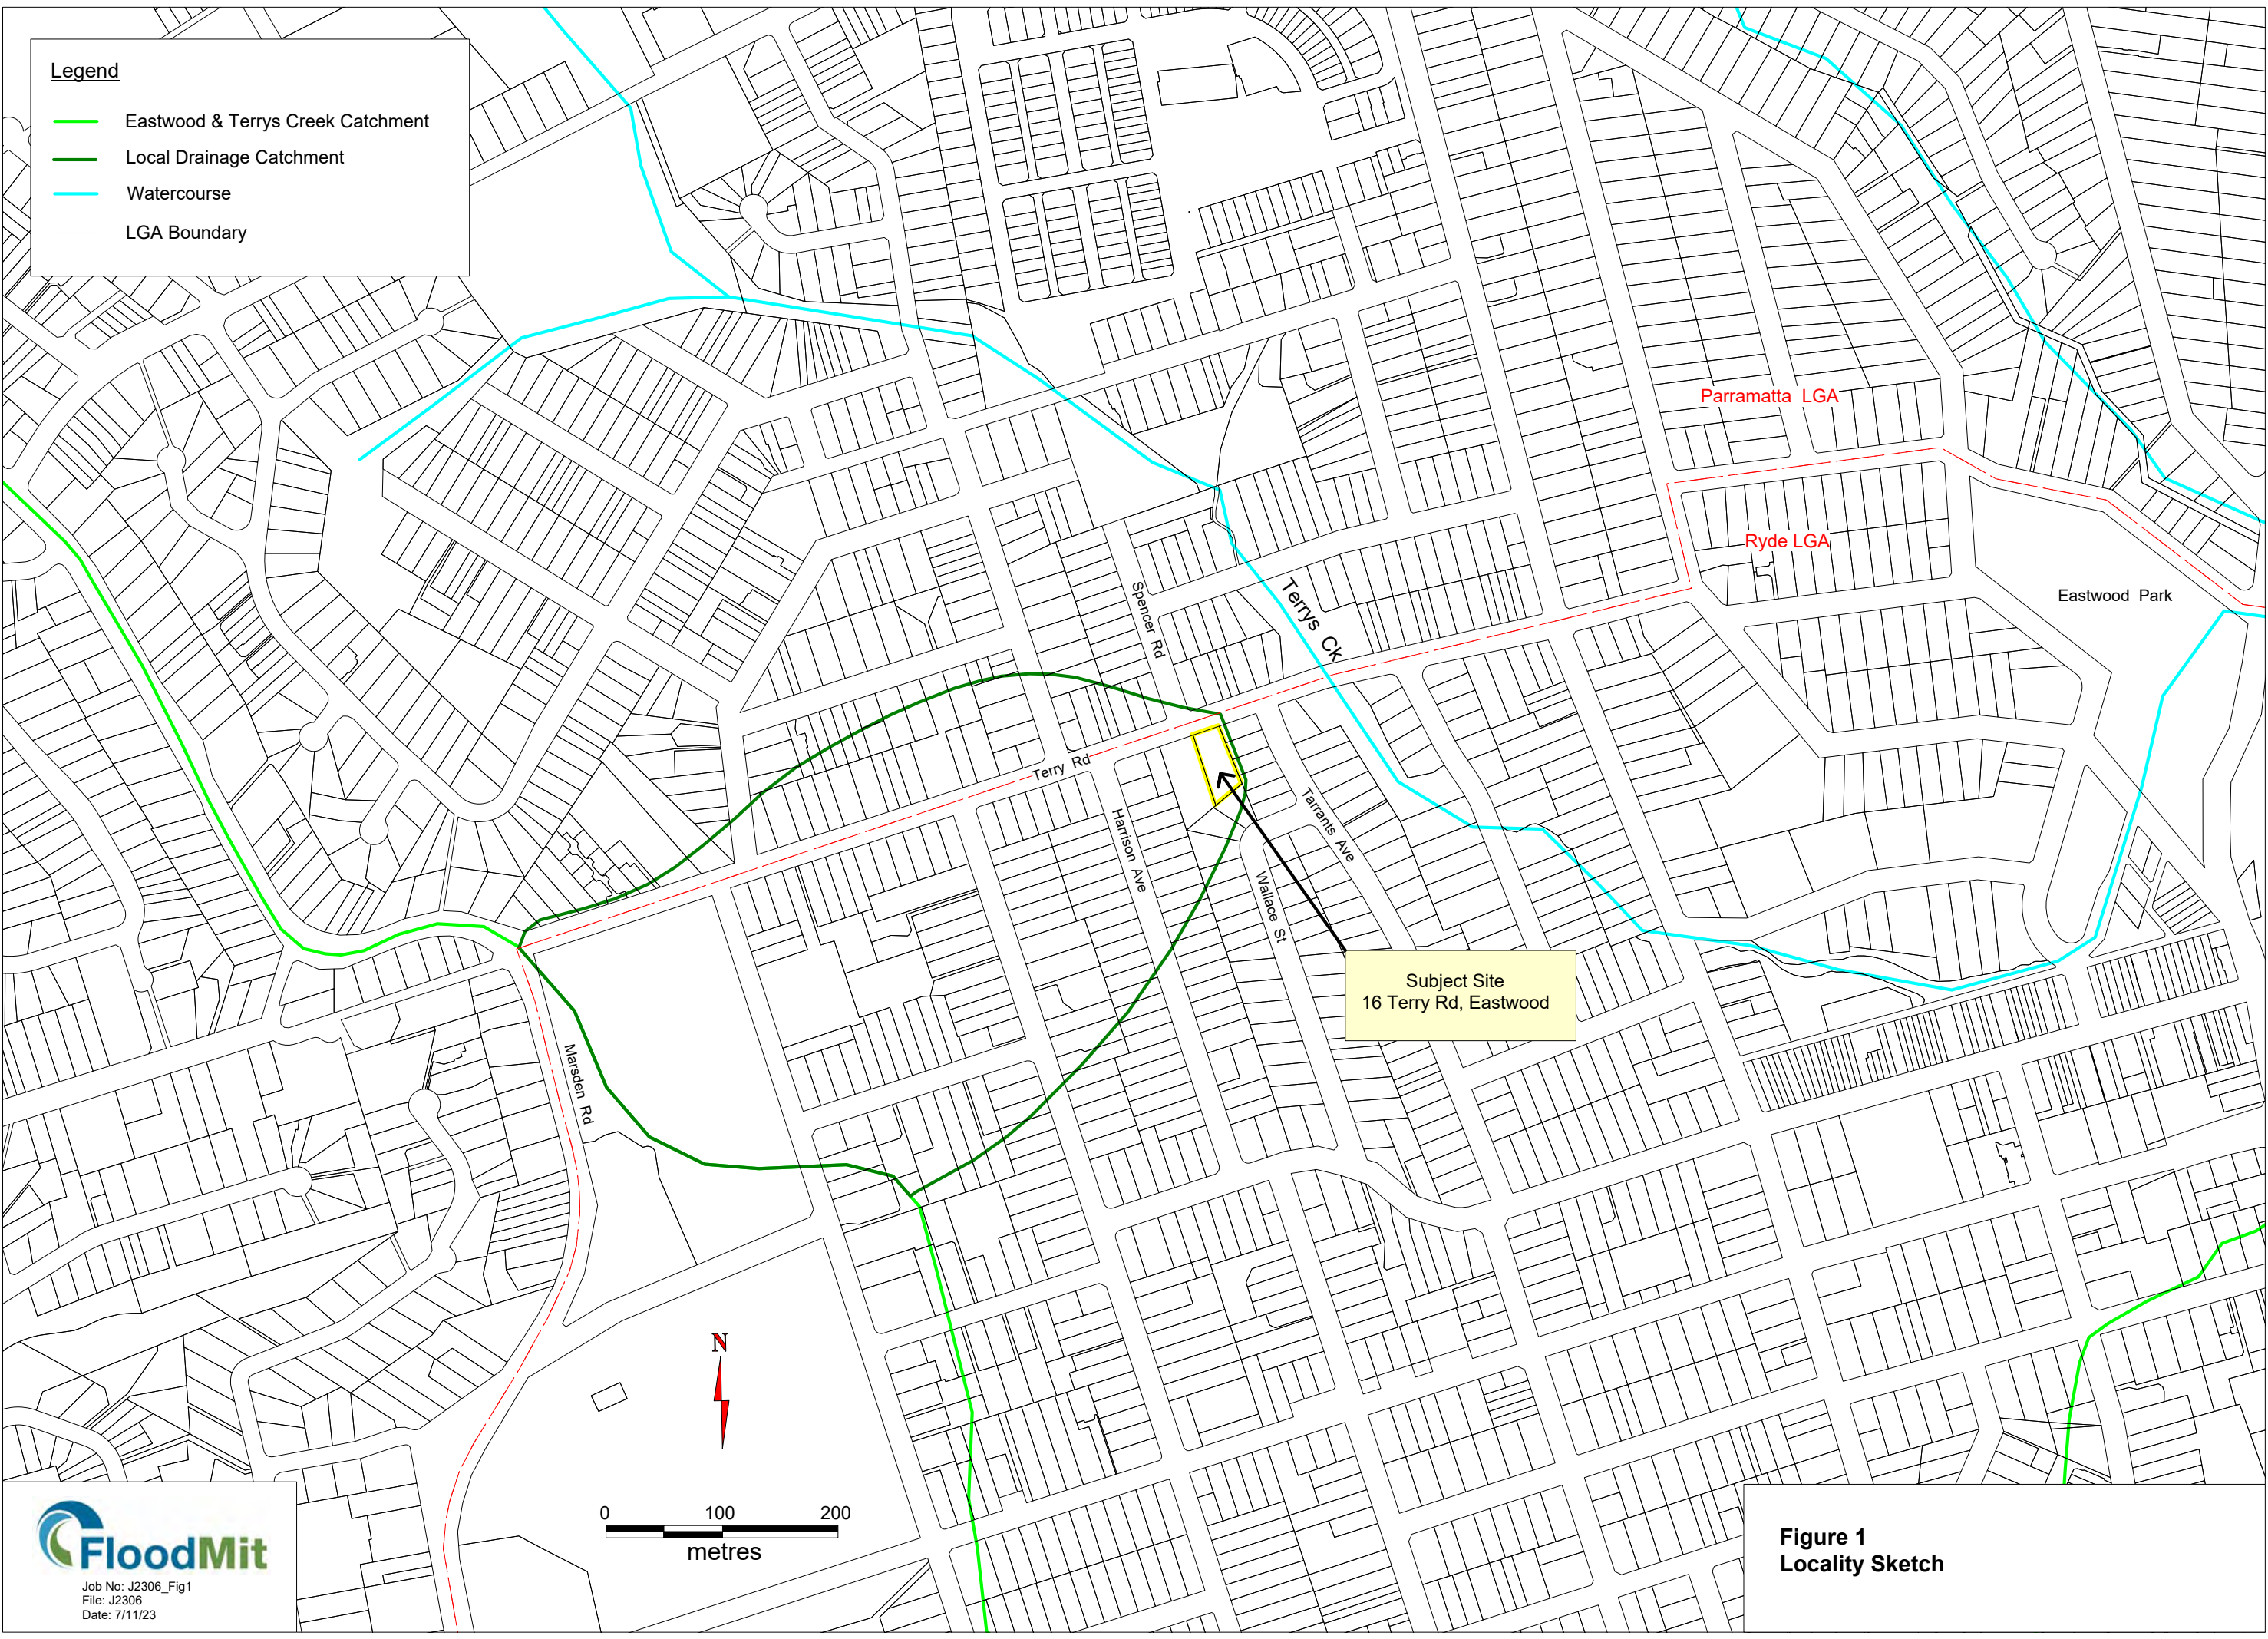 Legend
Eastwood & Terrys Creek Catchment
Local Drainage Catchment
Watercourse
LGA Boundary
Parramatta LGA
Ryde LGA
Eastwood Park
Terrys Ck
Spencer Rd
Terry Rd
Harrison Ave
Tarrants Ave
Wallace St
Marsden Rd
Subject Site
16 Terry Rd, Eastwood
N
0 100 200
metres
FloodMit
Job No: J2306_Fig1
File: J2306
Date: 7/11/23
Figure 1
Locality Sketch